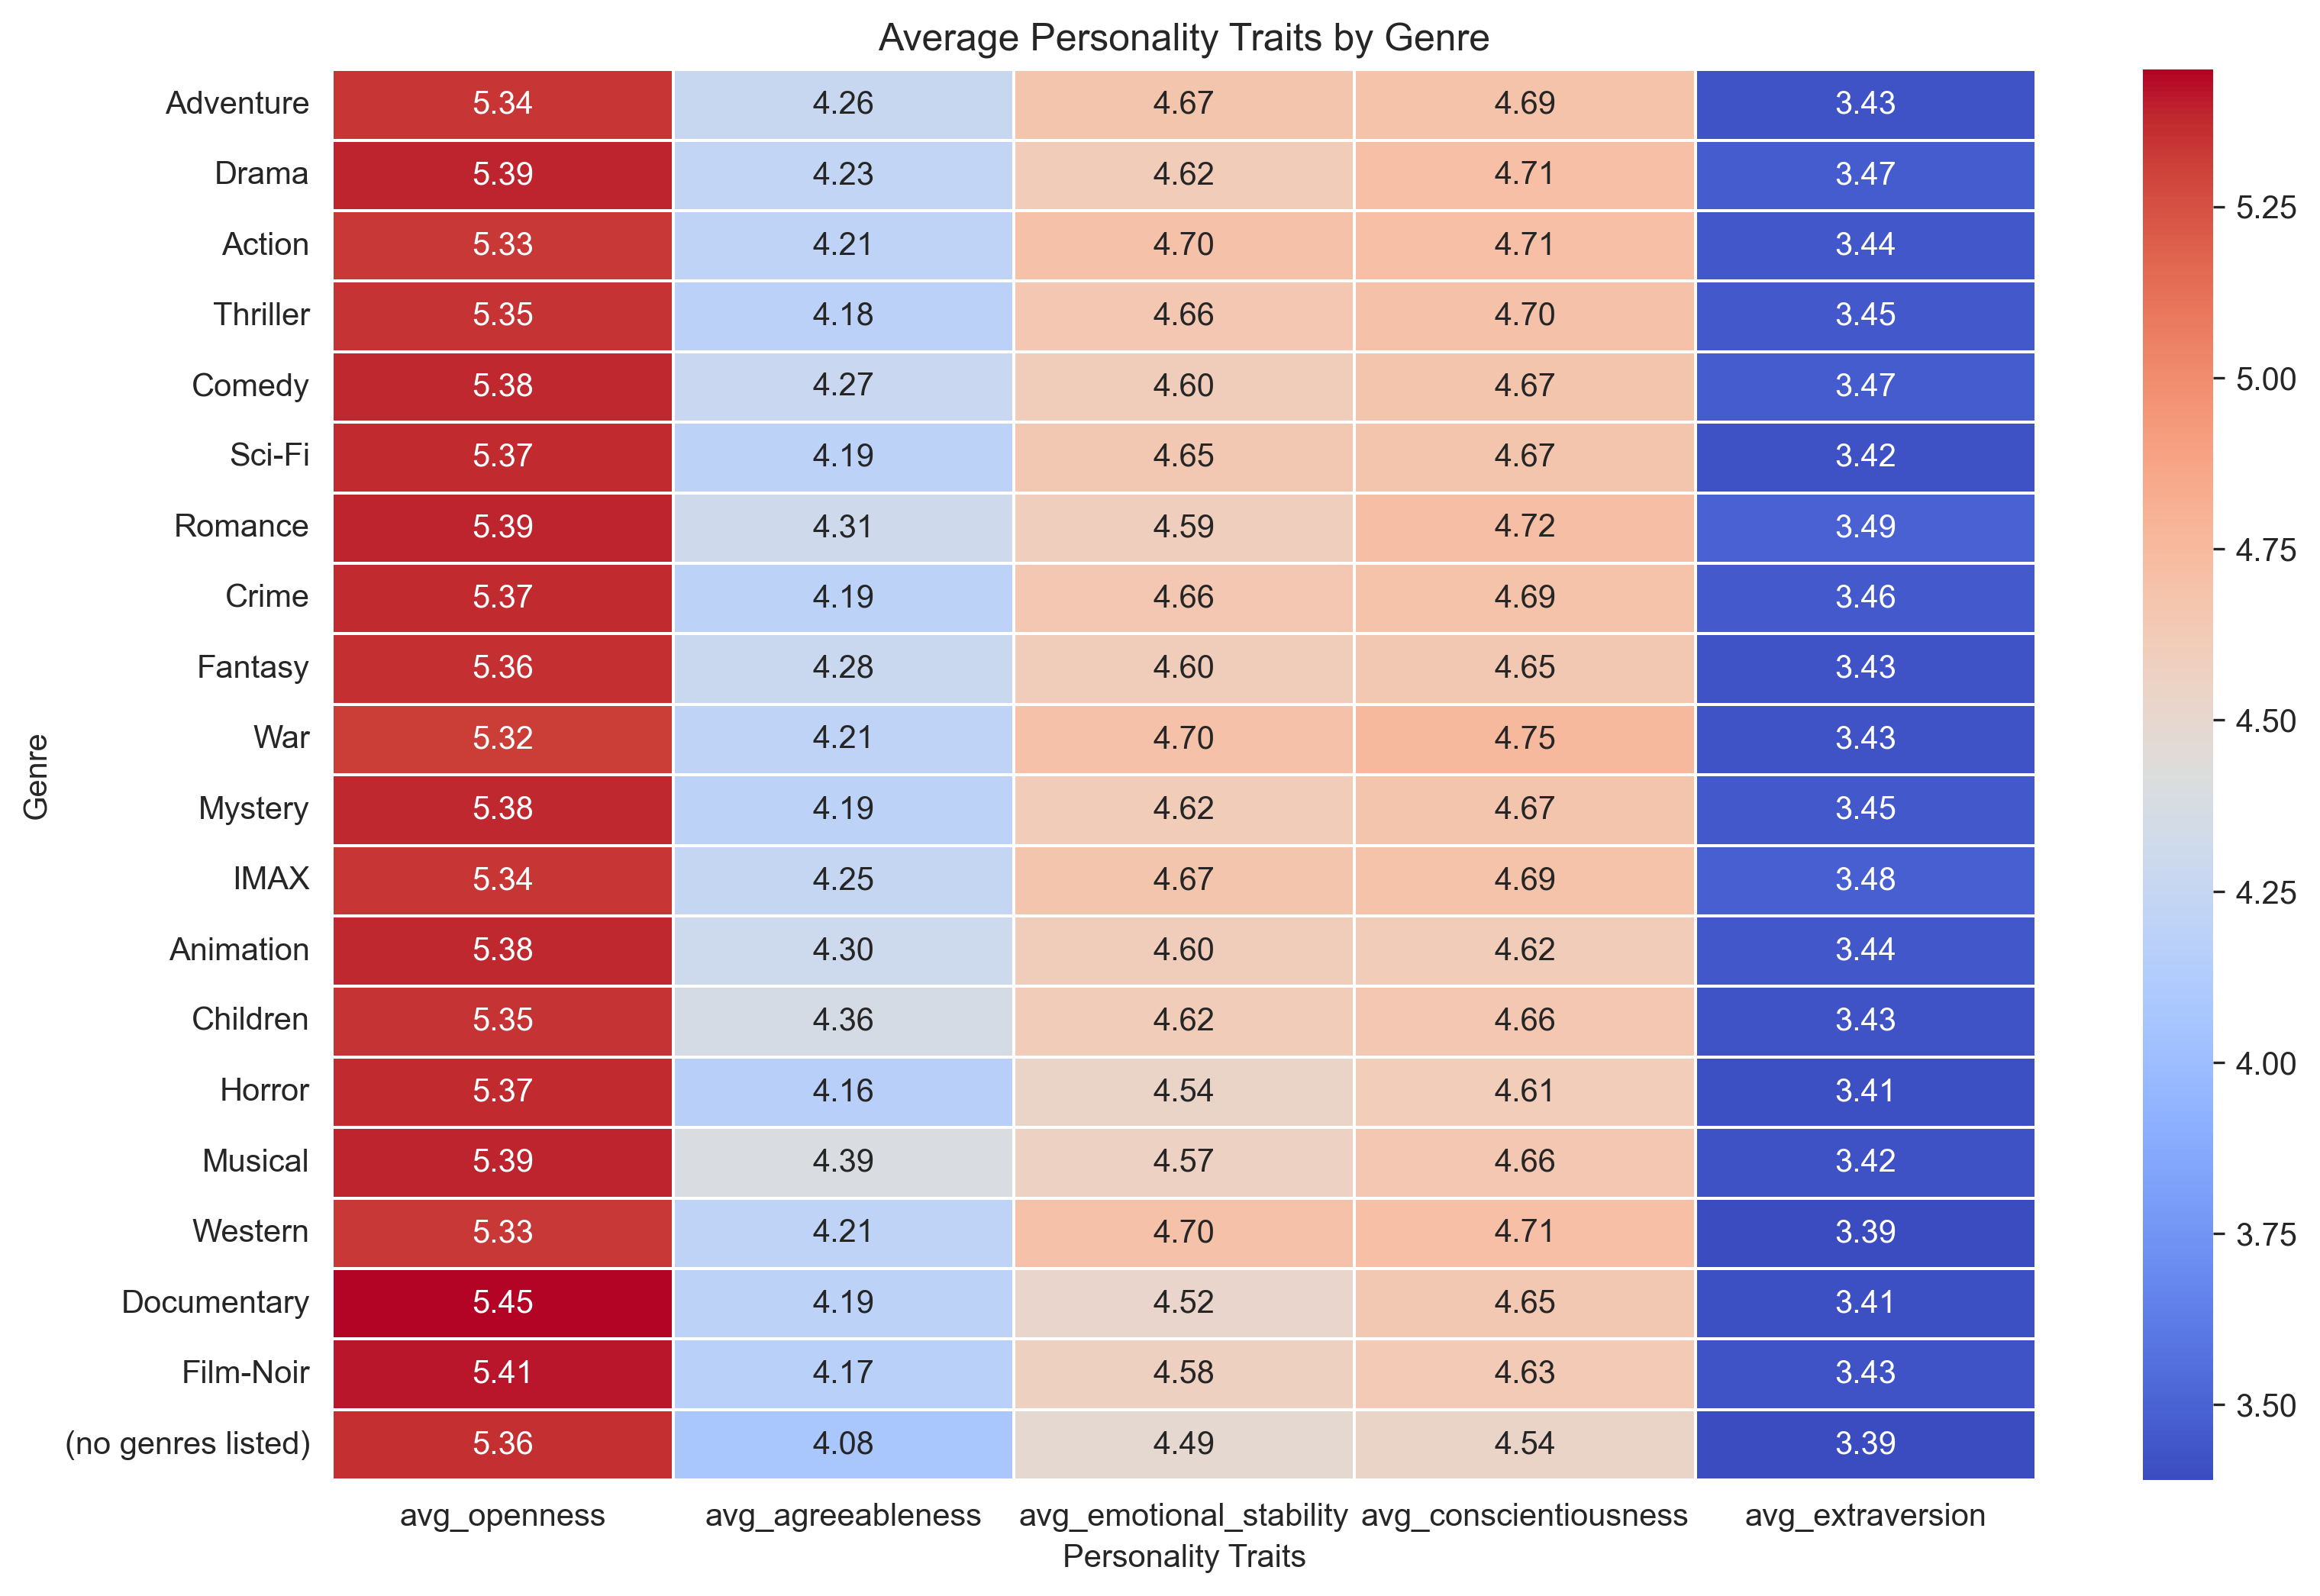 Average Personality Traits by Genre
Adventure 5.34 4.26 4.67 4.69 3.43
Drama 5.39 4.23 4.62 4.71 3.47
Action 5.33 4.21 4.70 4.71 3.44
Thriller 5.35 4.18 4.66 4.70 3.45
Comedy 5.38 4.27 4.60 4.67 3.47
Sci-Fi 5.37 4.19 4.65 4.67 3.42
Romance 5.39 4.31 4.59 4.72 3.49
Crime 5.37 4.19 4.66 4.69 3.46
Fantasy 5.36 4.28 4.60 4.65 3.43
War 5.32 4.21 4.70 4.75 3.43
Mystery 5.38 4.19 4.62 4.67 3.45
IMAX 5.34 4.25 4.67 4.69 3.48
Animation 5.38 4.30 4.60 4.62 3.44
Children 5.35 4.36 4.62 4.66 3.43
Horror 5.37 4.16 4.54 4.61 3.41
Musical 5.39 4.39 4.57 4.66 3.42
Western 5.33 4.21 4.70 4.71 3.39
Documentary 5.45 4.19 4.52 4.65 3.41
Film-Noir 5.41 4.17 4.58 4.63 3.43
(no genres listed) 5.36 4.08 4.49 4.54 3.39
avg_openness avg_agreeableness avg_emotional_stability avg_conscientiousness avg_extraversion
Personality Traits
Genre
5.25
5.00
4.75
4.50
4.25
4.00
3.75
3.50